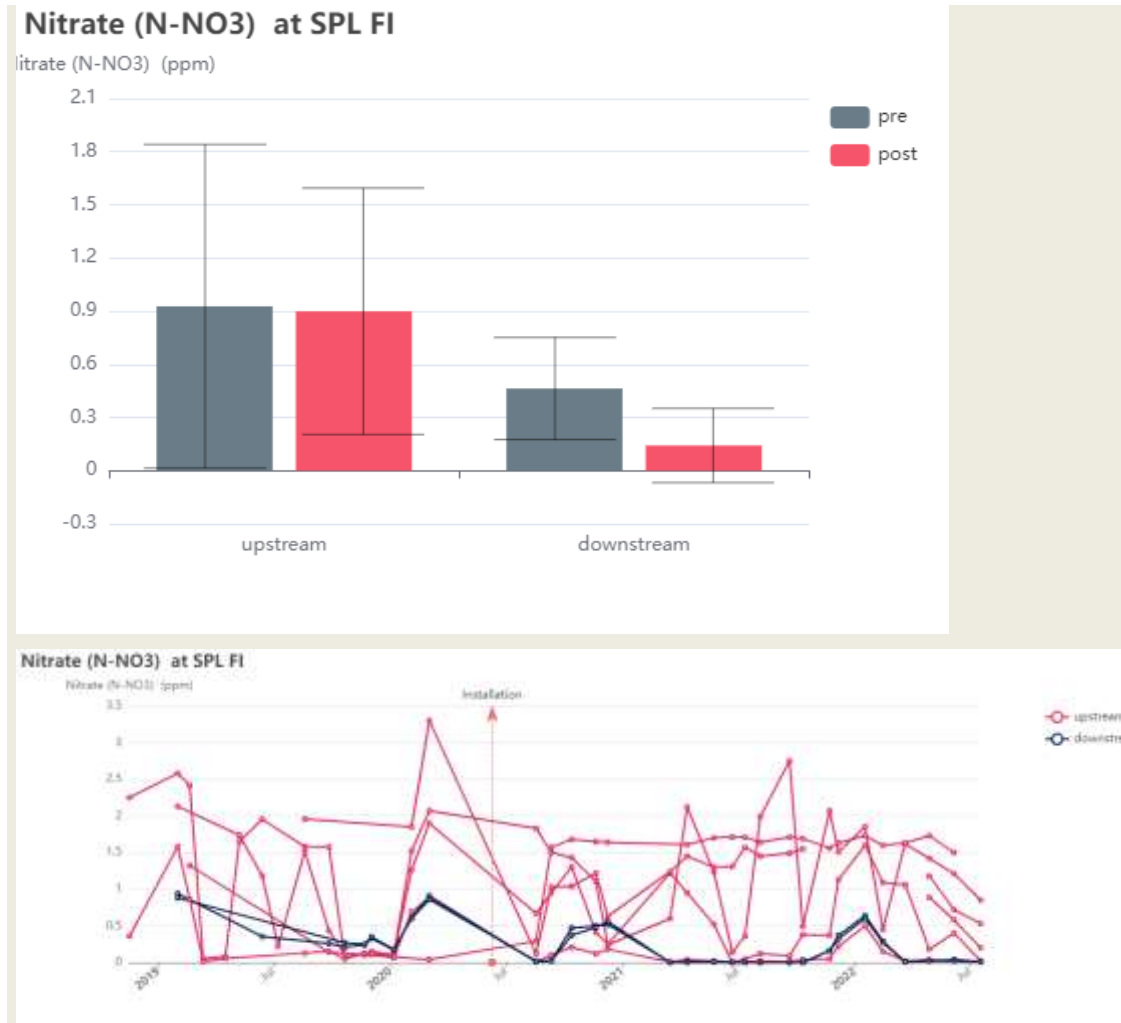 Nitrate (N-NO3) at SPL FI
litrate (N-NO3) (ppm)
2.1
1.8
1.5
1.2
0.9
0.6
0.3
0
-0.3
upstream
downstream
pre
post
Nitrate (N-NO3) at SPL FI
Nitrate (N-NO3) (ppm)
Installation
3.5
3
2.5
2
1.5
1
0.5
0
2019
Jul
2020
Jul
2021
Jul
2022
Jul
upstream
downstre